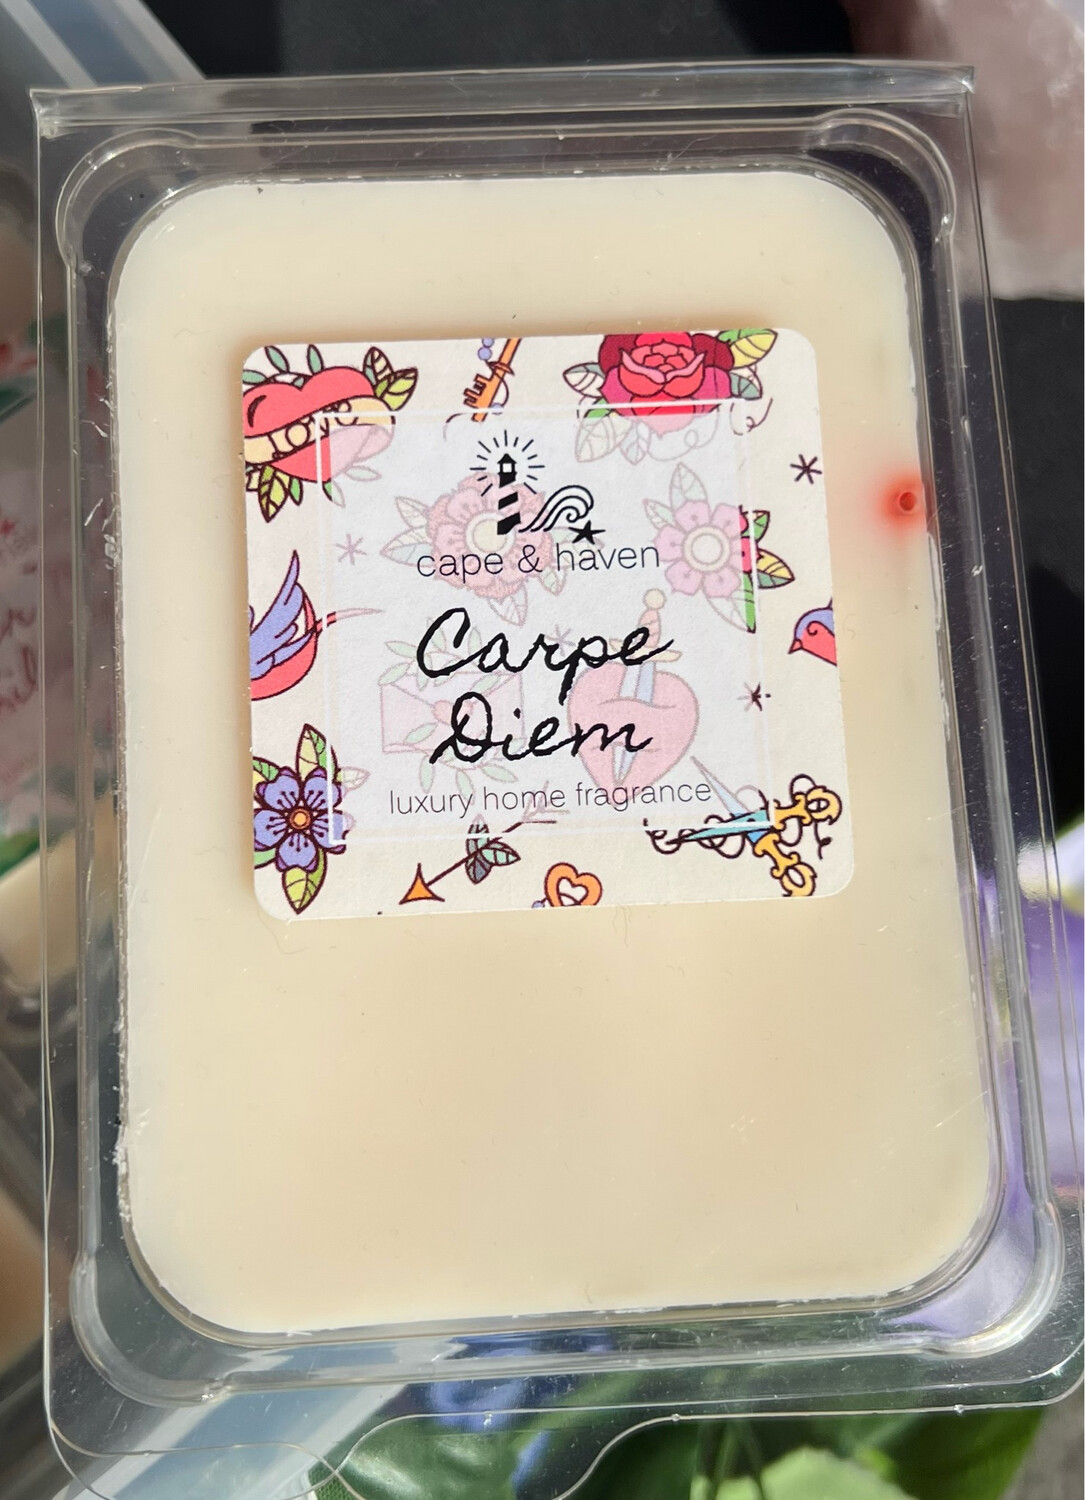 cape & haven
Carpe
Diem
luxury home fragrance